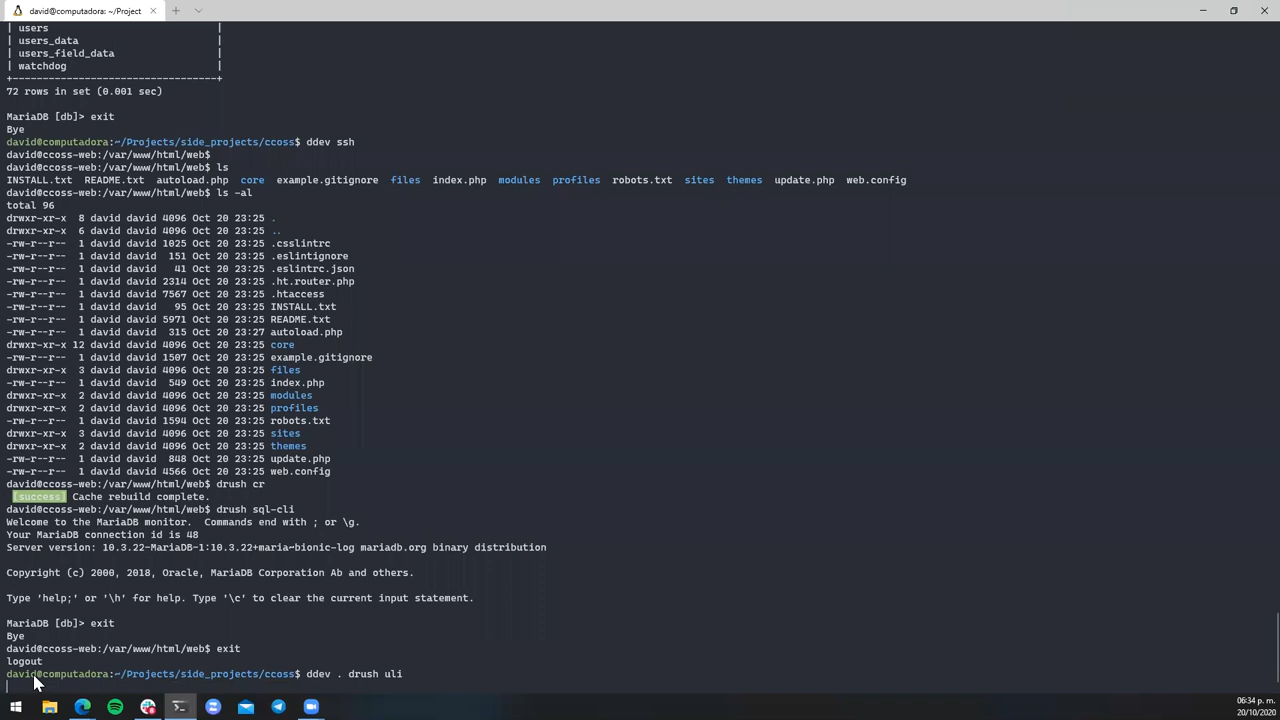 david@computadora: ~/Project
| users |
| users_data |
| users_field_data |
| watchdog |
+----------------------------------+
72 rows in set (0.001 sec)
MariaDB [db]> exit
Bye
david@computadora:~/Projects/side_projects/ccoss$ ddev ssh
david@ccoss-web:/var/www/html/web$
david@ccoss-web:/var/www/html/web$ ls
INSTALL.txt README.txt autoload.php core example.gitignore files index.php modules profiles robots.txt sites themes update.php web.config
david@ccoss-web:/var/www/html/web$ ls -al
total 96
drwxr-xr-x 8 david david 4096 Oct 20 23:25 .
drwxr-xr-x 6 david david 4096 Oct 20 23:25 ..
-rw-r--r-- 1 david david 1025 Oct 20 23:25 .csslintrc
-rw-r--r-- 1 david david 151 Oct 20 23:25 .eslintignore
-rw-r--r-- 1 david david 41 Oct 20 23:25 .eslintrc.json
-rw-r--r-- 1 david david 2314 Oct 20 23:25 .ht.router.php
-rw-r--r-- 1 david david 7567 Oct 20 23:25 .htaccess
-rw-r--r-- 1 david david 95 Oct 20 23:25 INSTALL.txt
-rw-r--r-- 1 david david 5971 Oct 20 23:25 README.txt
-rw-r--r-- 1 david david 315 Oct 20 23:27 autoload.php
drwxr-xr-x 12 david david 4096 Oct 20 23:25 core
-rw-r--r-- 1 david david 1507 Oct 20 23:25 example.gitignore
drwxr-xr-x 3 david david 4096 Oct 20 23:25 files
-rw-r--r-- 1 david david 549 Oct 20 23:25 index.php
drwxr-xr-x 2 david david 4096 Oct 20 23:25 modules
drwxr-xr-x 2 david david 4096 Oct 20 23:25 profiles
-rw-r--r-- 1 david david 1594 Oct 20 23:25 robots.txt
drwxr-xr-x 3 david david 4096 Oct 20 23:25 sites
drwxr-xr-x 2 david david 4096 Oct 20 23:25 themes
-rw-r--r-- 1 david david 848 Oct 20 23:25 update.php
-rw-r--r-- 1 david david 4566 Oct 20 23:25 web.config
david@ccoss-web:/var/www/html/web$ drush cr
[success] Cache rebuild complete.
david@ccoss-web:/var/www/html/web$ drush sql-cli
Welcome to the MariaDB monitor. Commands end with ; or \g.
Your MariaDB connection id is 48
Server version: 10.3.22-MariaDB-1:10.3.22+maria~bionic-log mariadb.org binary distribution
Copyright (c) 2000, 2018, Oracle, MariaDB Corporation Ab and others.
Type 'help;' or '\h' for help. Type '\c' to clear the current input statement.
MariaDB [db]> exit
Bye
david@ccoss-web:/var/www/html/web$ exit
logout
david@computadora:~/Projects/side_projects/ccoss$ ddev . drush uli
06:34 p. m.
20/10/2020